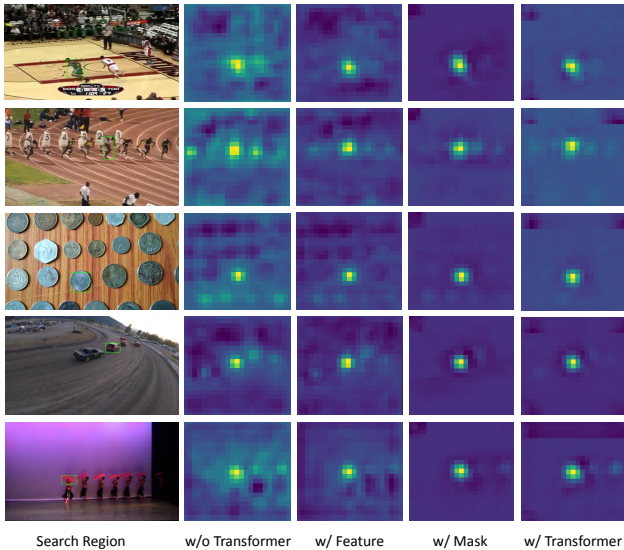 Search Region
w/o Transformer
w/ Feature
w/ Mask
w/ Transformer